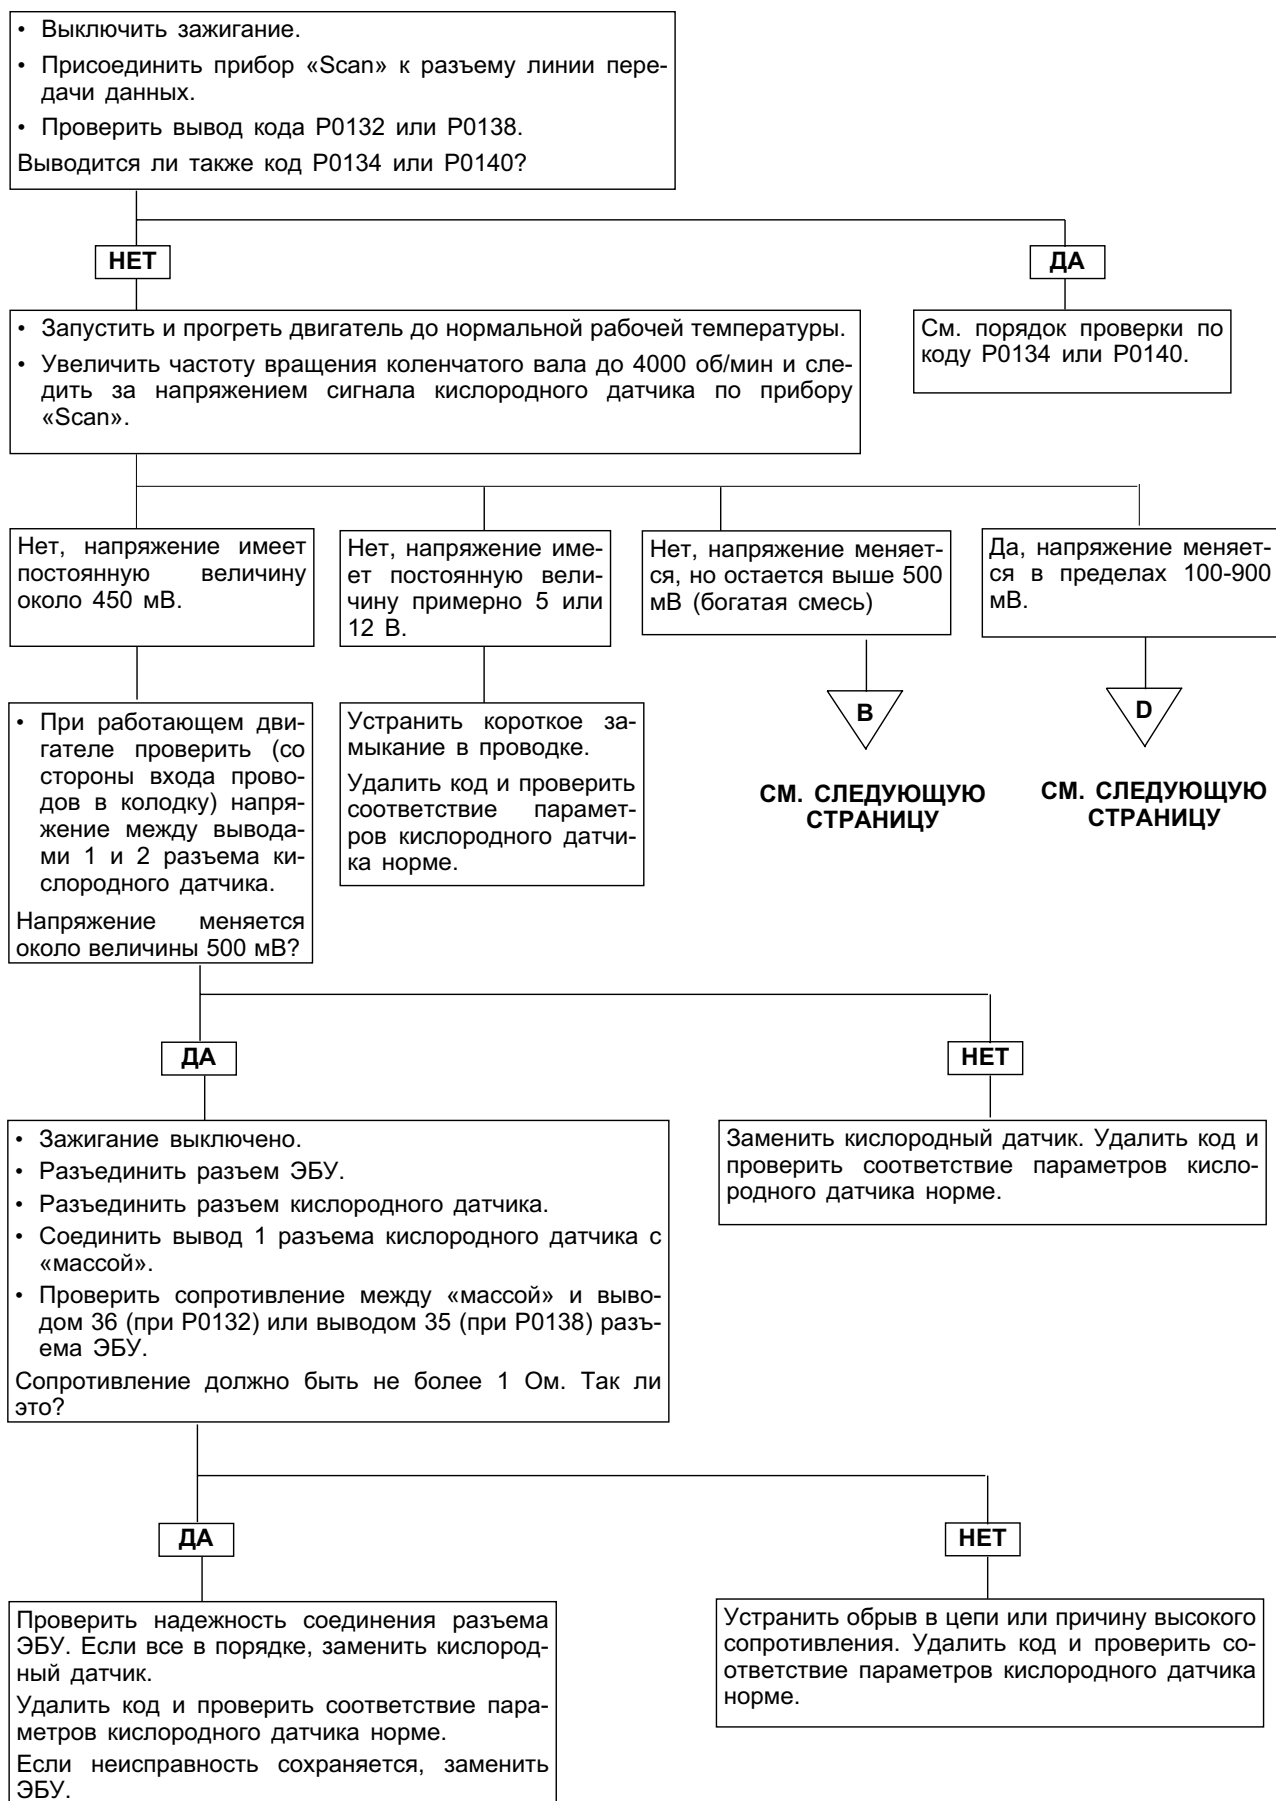 • Выключить зажигание.
• Присоединить прибор «Scan» к разъему линии пере-
дачи данных.
• Проверить вывод кода P0132 или P0138.
Выводится ли также код P0134 или P0140?
НЕТ
ДА
• Запустить и прогреть двигатель до нормальной рабочей температуры.
• Увеличить частоту вращения коленчатого вала до 4000 об/мин и сле-
дить за напряжением сигнала кислородного датчика по прибору
«Scan».
См. порядок проверки по
коду P0134 или P0140.
Нет, напряжение имеет
постоянную величину
около 450 мВ.
Нет, напряжение име-
ет постоянную вели-
чину примерно 5 или
12 В.
Нет, напряжение меняет-
ся, но остается выше 500
мВ (богатая смесь)
Да, напряжение меняет-
ся в пределах 100-900
мВ.
• При работающем дви-
гателе проверить (со
стороны входа прово-
дов в колодку) напря-
жение между вывода-
ми 1 и 2 разъема ки-
слородного датчика.
Напряжение меняется
около величины 500 мВ?
Устранить короткое за-
мыкание в проводке.
Удалить код и проверить
соответствие парамет-
ров кислородного датчи-
ка норме.
B
СМ. СЛЕДУЮЩУЮ
СТРАНИЦУ
D
СМ. СЛЕДУЮЩУЮ
СТРАНИЦУ
ДА
НЕТ
• Зажигание выключено.
• Разъединить разъем ЭБУ.
• Разъединить разъем кислородного датчика.
• Соединить вывод 1 разъема кислородного датчика с
«массой».
• Проверить сопротивление между «массой» и выво-
дом 36 (при P0132) или выводом 35 (при P0138) разъ-
ема ЭБУ.
Сопротивление должно быть не более 1 Ом. Так ли
это?
Заменить кислородный датчик. Удалить код и
проверить соответствие параметров кисло-
родного датчика норме.
ДА
НЕТ
Проверить надежность соединения разъема
ЭБУ. Если все в порядке, заменить кислород-
ный датчик.
Удалить код и проверить соответствие пара-
метров кислородного датчика норме.
Если неисправность сохраняется, заменить
ЭБУ.
Устранить обрыв в цепи или причину высокого
сопротивления. Удалить код и проверить со-
ответствие параметров кислородного датчика
норме.